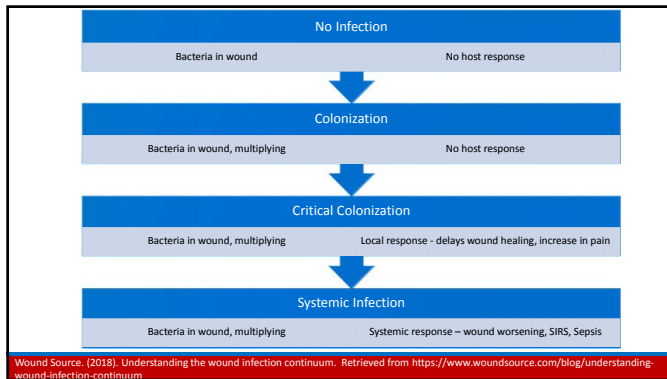 No Infection
Bacteria in wound No host response
Colonization
Bacteria in wound, multiplying No host response
Critical Colonization
Bacteria in wound, multiplying Local response - delays wound healing, increase in pain
Systemic Infection
Bacteria in wound, multiplying Systemic response – wound worsening, SIRS, Sepsis
Wound Source. (2018). Understanding the wound infection continuum. Retrieved from https://www.woundsource.com/blog/understanding-
wound-infection-continuum